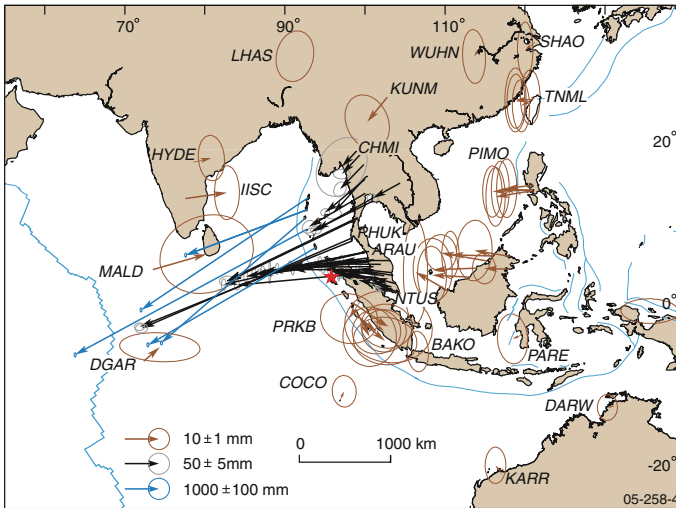 70°
90°
110°
LHAS
WUHN
SHAO
KUNM
TNML
20°
CHMI
HYDE
PIMO
IISC
PHUK
ARAU
MALD
NTUS
0°
PRKB
BAKO
DGAR
PARE
COCO
DARW
10 ± 1 mm
0 1000 km
50 ± 5mm
-20°
KARR
1000 ± 100 mm
05-258-4